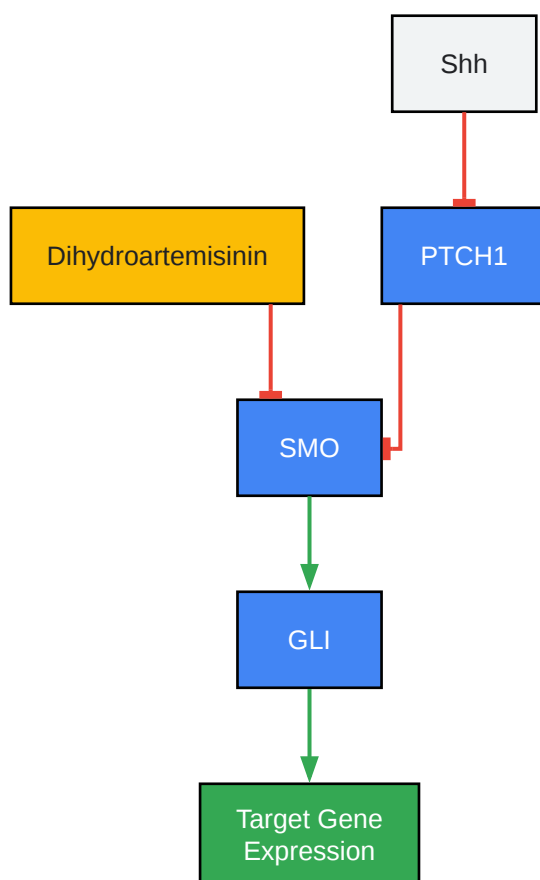 Shh
Dihydroartemisinin
PTCH1
SMO
GLI
Target Gene
Expression